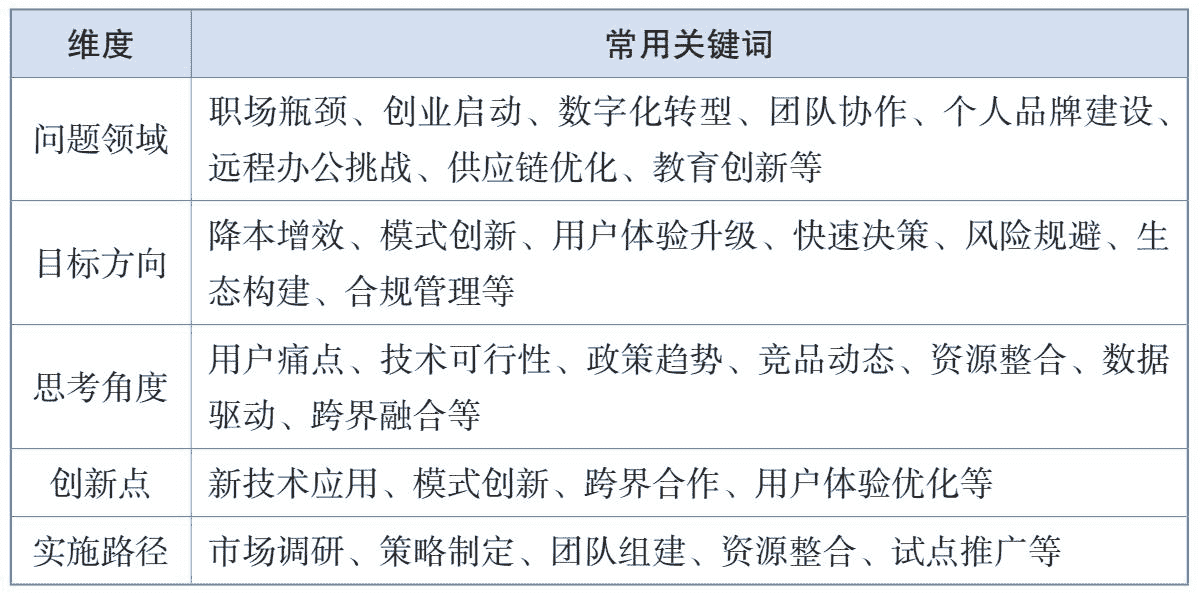 维度
常用关键词
问题领域
职场瓶颈、创业启动、数字化转型、团队协作、个人品牌建设、
远程办公挑战、供应链优化、教育创新等
目标方向
降本增效、模式创新、用户体验升级、快速决策、风险规避、生
态构建、合规管理等
思考角度
用户痛点、技术可行性、政策趋势、竞品动态、资源整合、数据
驱动、跨界融合等
创新点
新技术应用、模式创新、跨界合作、用户体验优化等
实施路径
市场调研、策略制定、团队组建、资源整合、试点推广等